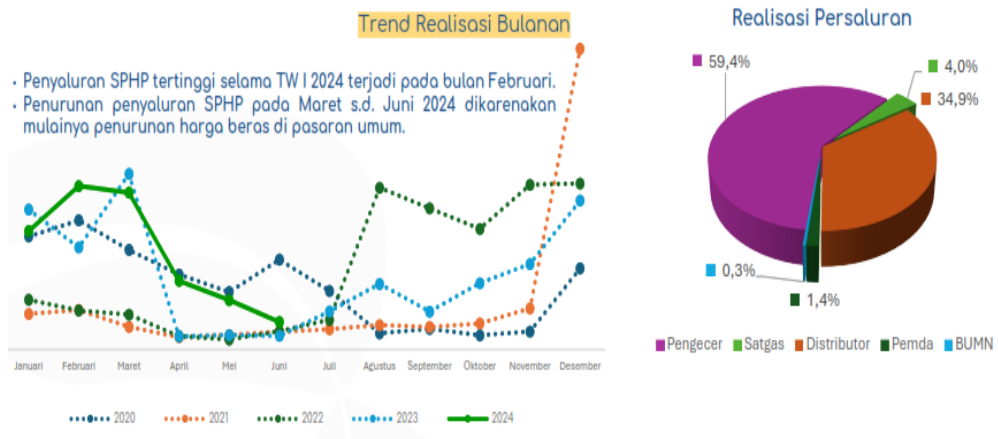 Trend Realisasi Bulanan
• Penyaluran SPHP tertinggi selama TW I 2024 terjadi pada bulan Februari.
• Penurunan penyaluran SPHP pada Maret s.d. Juni 2024 dikarenakan
mulainya penurunan harga beras di pasaran umum.
Januari Februari Maret April Mei Juni Juli Agustus September Oktober November Desember
2020 2021 2022 2023 2024
Realisasi Persaluran
59,4%
4,0%
34,9%
0,3%
1,4%
Pengecer Satgas Distributor Pemda BUMN